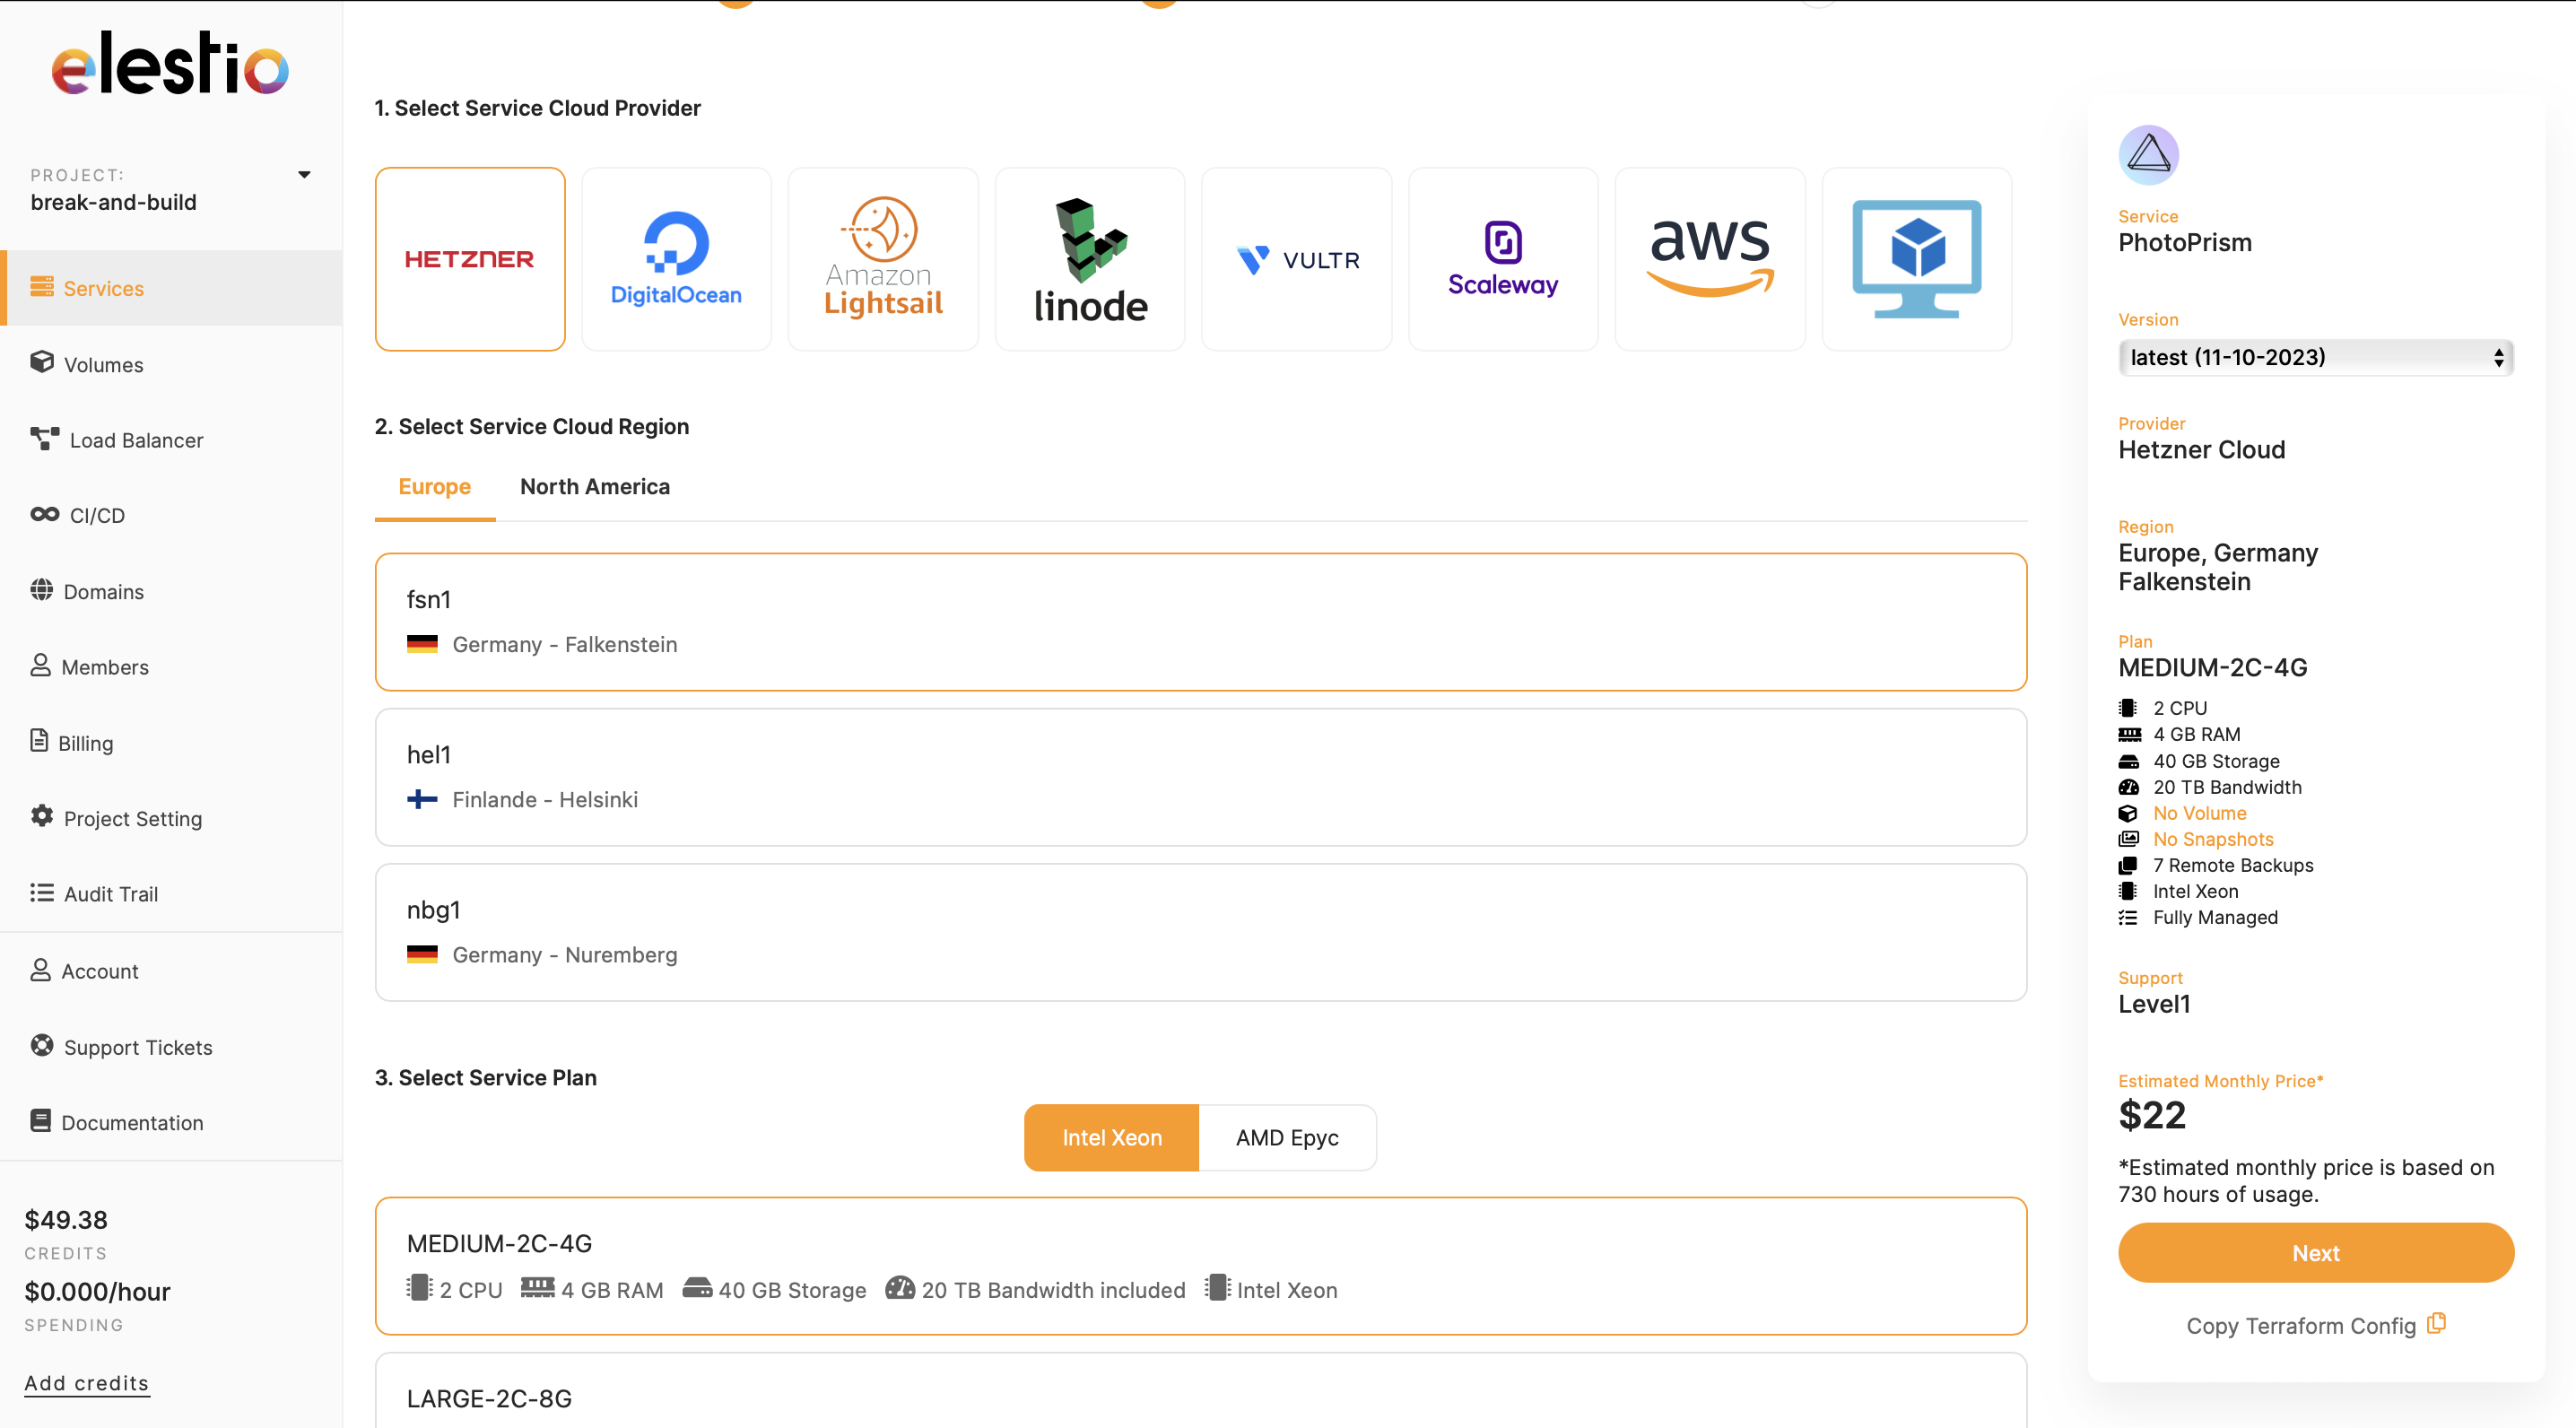 elestio
PROJECT:
break-and-build
Services
Volumes
Load Balancer
CI/CD
Domains
Members
Billing
Project Setting
Audit Trail
Account
Support Tickets
Documentation
$49.38
CREDITS
$0.000/hour
SPENDING
Add credits
1. Select Service Cloud Provider
HETZNER
DigitalOcean
Amazon
Lightsail
linode
VULTR
Scaleway
aws
2. Select Service Cloud Region
Europe
North America
fsn1
Germany - Falkenstein
hel1
Finlande - Helsinki
nbg1
Germany - Nuremberg
3. Select Service Plan
Intel Xeon
AMD Epyc
MEDIUM-2C-4G
2 CPU 4 GB RAM 40 GB Storage 20 TB Bandwidth included Intel Xeon
LARGE-2C-8G
Service
PhotoPrism
Version
latest (11-10-2023)
Provider
Hetzner Cloud
Region
Europe, Germany
Falkenstein
Plan
MEDIUM-2C-4G
2 CPU
4 GB RAM
40 GB Storage
20 TB Bandwidth
No Volume
No Snapshots
7 Remote Backups
Intel Xeon
Fully Managed
Support
Level1
Estimated Monthly Price*
$22
*Estimated monthly price is based on
730 hours of usage.
Next
Copy Terraform Config